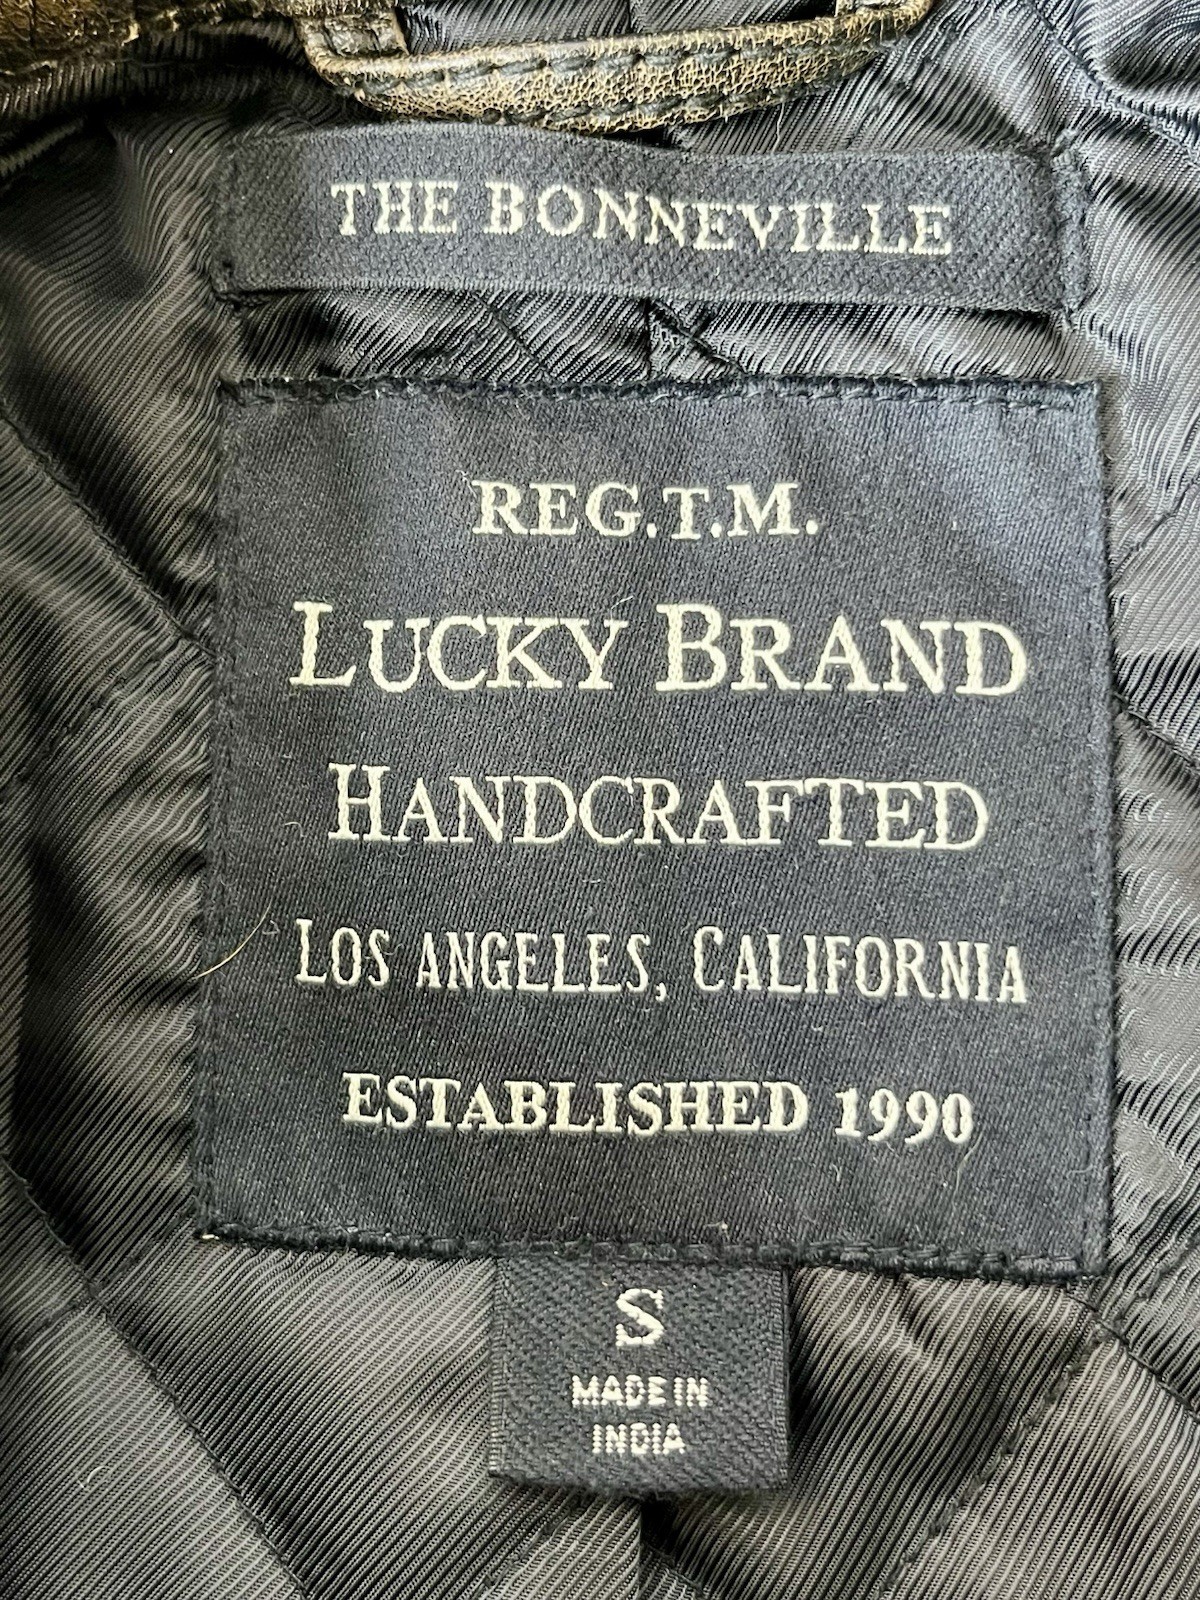 THE BONNEVILLE
REG.T.M.
LUCKY BRAND
HANDCRAFTED
LOS ANGELES, CALIFORNIA
ESTABLISHED 1990
S
MADE IN
INDIA